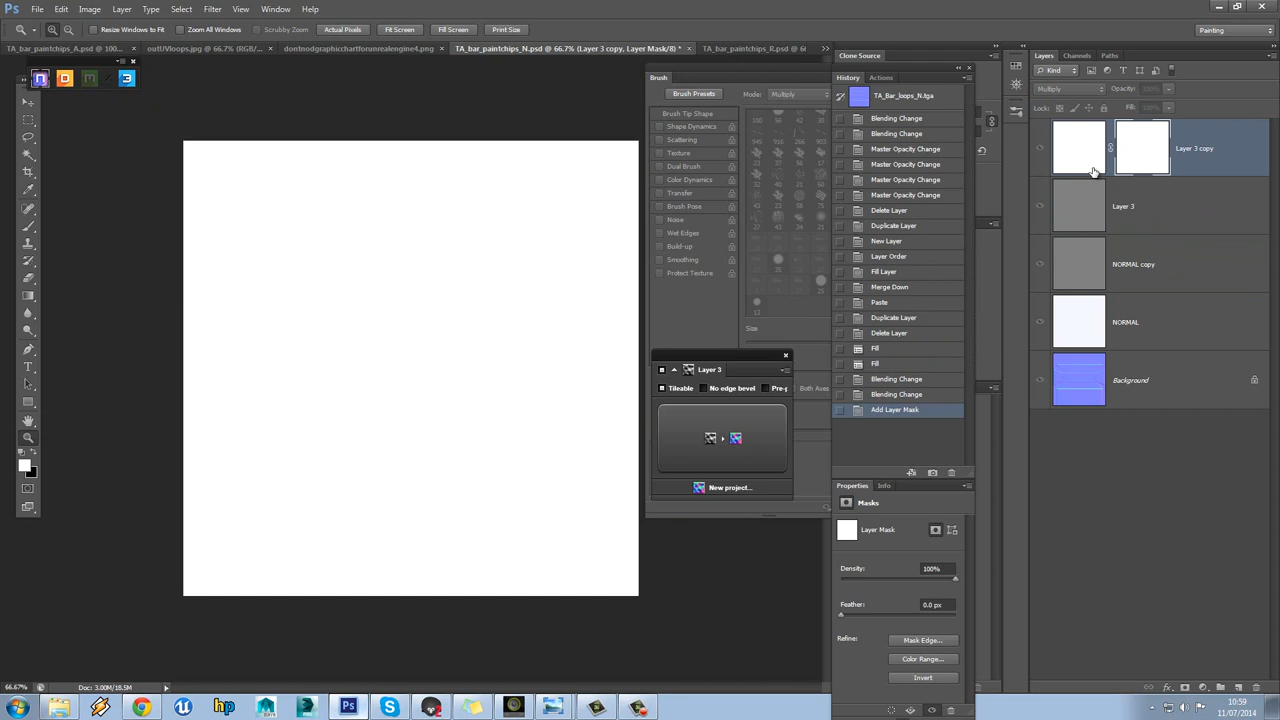 Ps File Edit Image Layer Type Select Filter View Window Help
Resize Windows to Fit Zoom All Windows Scrubby Zoom Actual Pixels Fit Screen Fill Screen Print Size Painting
TA_bar_paintchips_A.psd @ 100... outUVloops.jpg @ 66.7% (RGB/... dontnodgraphicchartforunrealengine4.png TA_bar_paintchips_N.psd @ 66.7% (Layer 3 copy, Layer Mask/8) * TA_bar_paintchips_R.psd @ 66
Brush
Brush Presets Mode: Multiply
Brush Tip Shape
Shape Dynamics
Scattering
Texture
Dual Brush
Color Dynamics
Transfer
Brush Pose
Noise
Wet Edges
Build-up
Smoothing
Protect Texture
Size
Layer 3
Tileable No edge bevel Pre-p Both Axes
New project...
Clone Source
History Actions
TA_Bar_loops_N.tga
Blending Change
Blending Change
Master Opacity Change
Master Opacity Change
Master Opacity Change
Master Opacity Change
Delete Layer
Duplicate Layer
New Layer
Layer Order
Fill Layer
Merge Down
Paste
Duplicate Layer
Delete Layer
Fill
Fill
Blending Change
Blending Change
Add Layer Mask
Properties Info
Masks
Layer Mask
Density: 100%
Feather: 0.0 px
Refine: Mask Edge...
Color Range...
Invert
Layers Channels Paths
Kind
Multiply Opacity: 100%
Lock: Fill: 100%
Layer 3 copy
Layer 3
NORMAL copy
NORMAL
Background
66.67% Doc: 3.00M/18.5M
10:59
11/07/2014